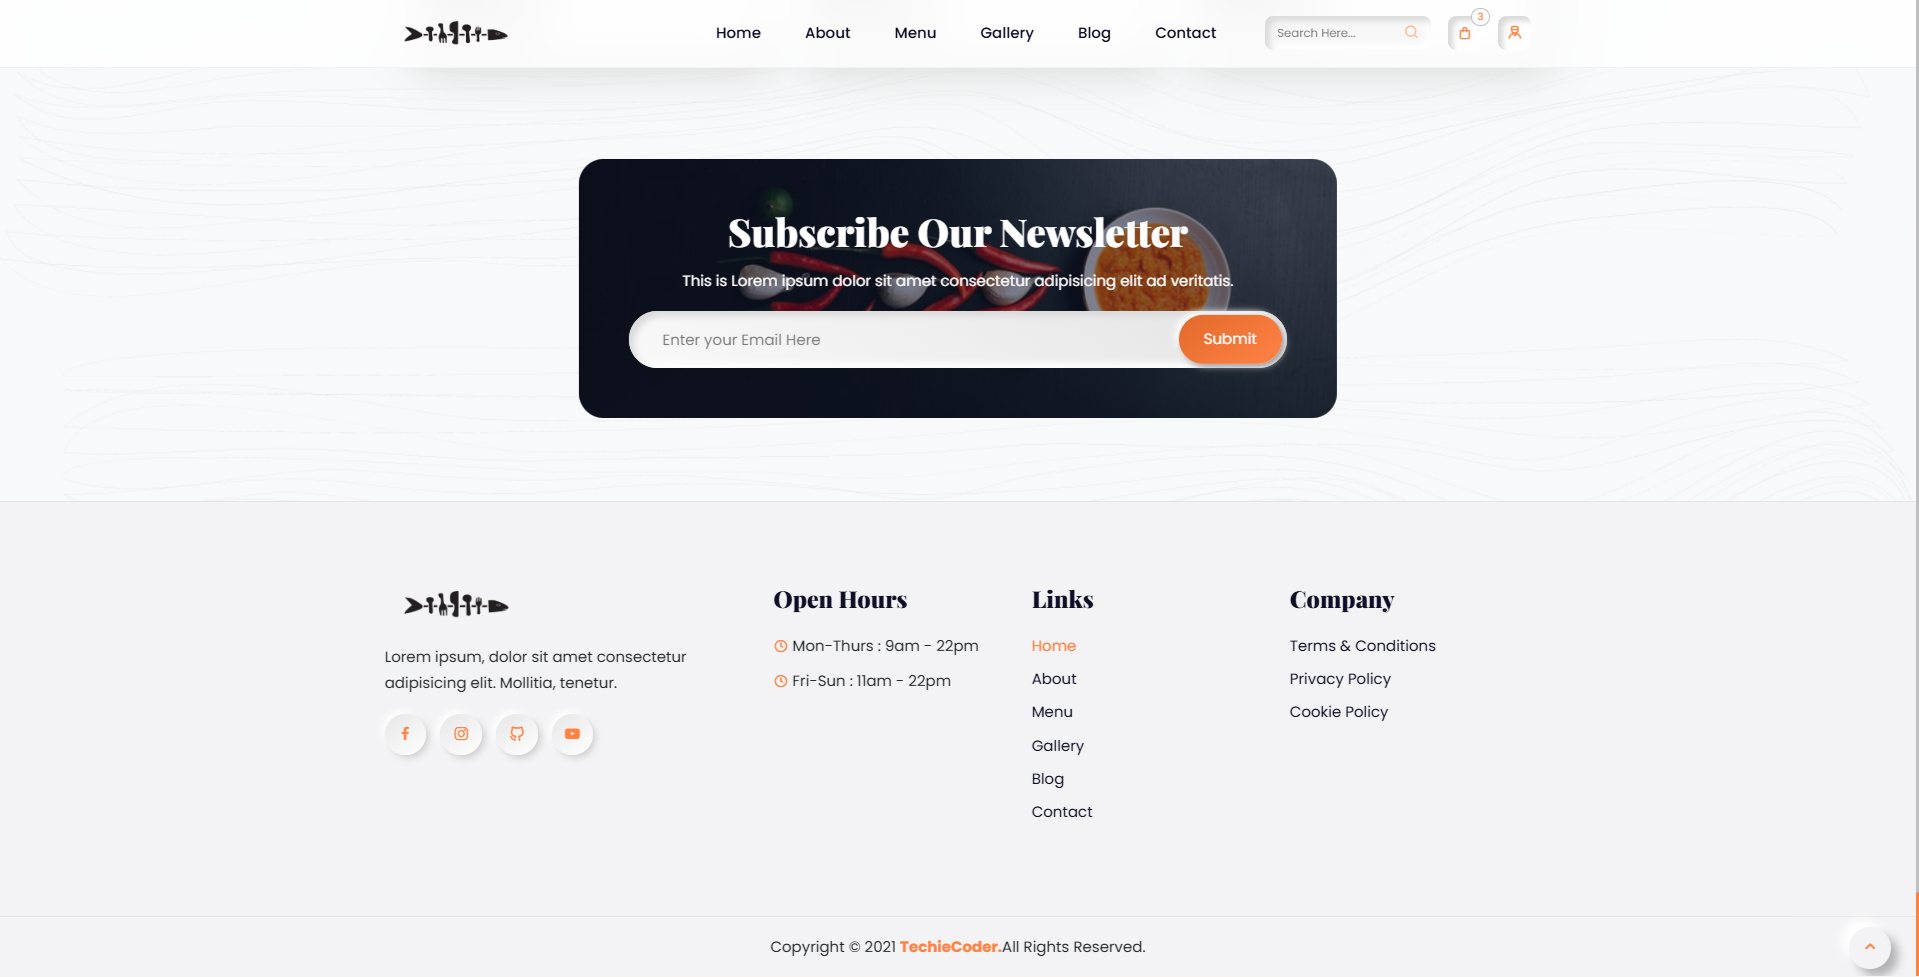 Home About Menu Gallery Blog Contact Search Here... 3
Subscribe Our Newsletter
This is Lorem ipsum dolor sit amet consectetur adipisicing elit ad veritatis.
Enter your Email Here Submit
Lorem ipsum, dolor sit amet consectetur
adipisicing elit. Mollitia, tenetur.
Open Hours
Mon-Thurs : 9am - 22pm
Fri-Sun : 11am - 22pm
Links
Home
About
Menu
Gallery
Blog
Contact
Company
Terms & Conditions
Privacy Policy
Cookie Policy
Copyright © 2021 TechieCoder.All Rights Reserved.